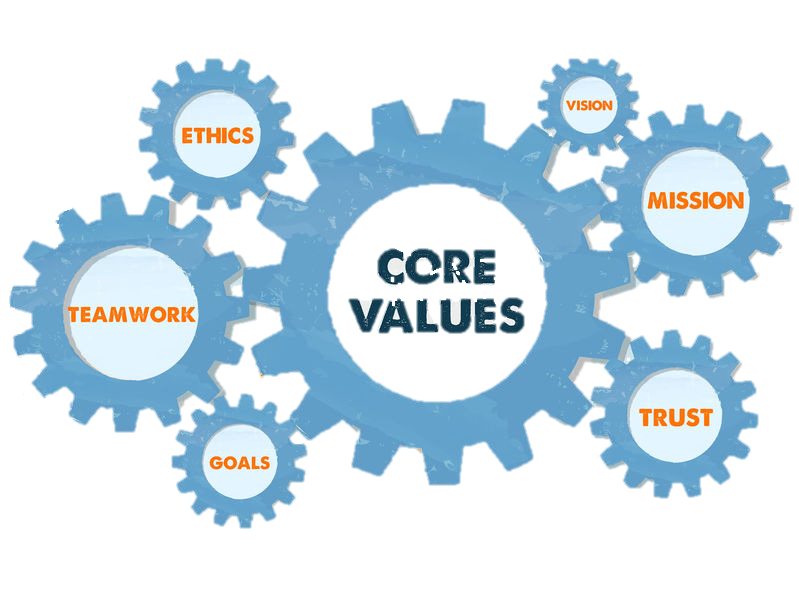 VISION
ETHICS
MISSION
CORE
VALUES
TEAMWORK
TRUST
GOALS